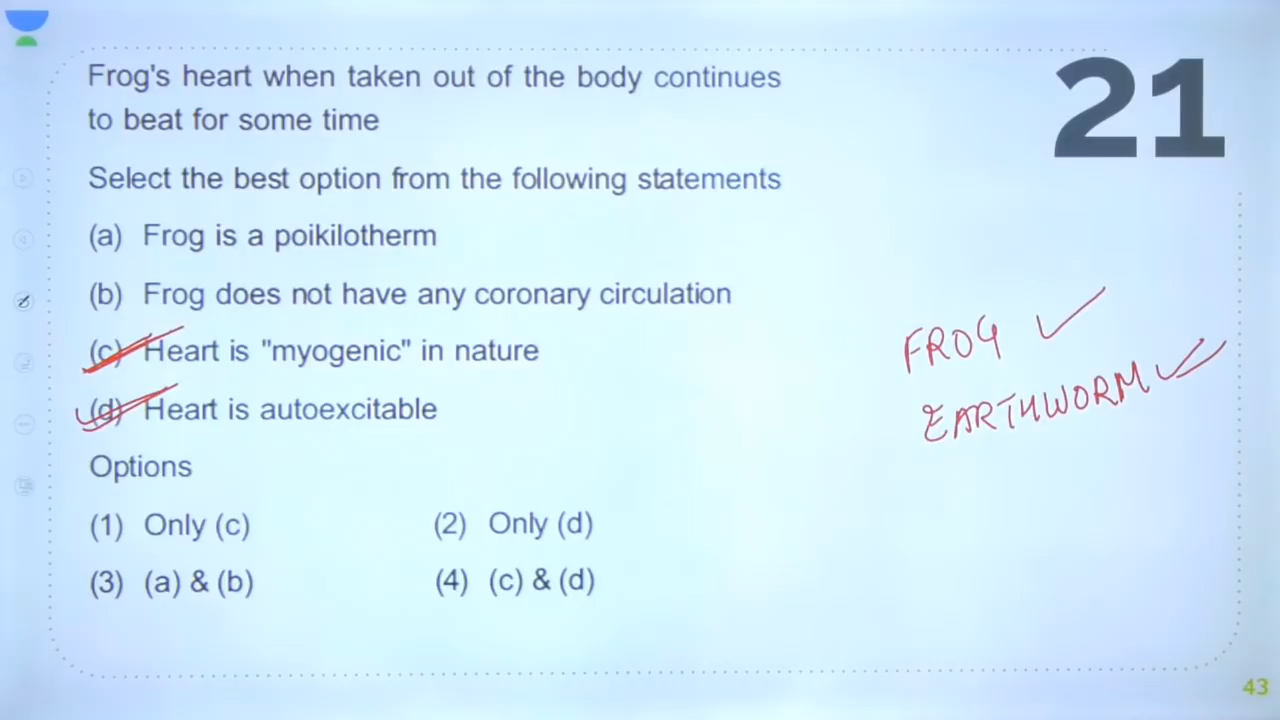 21
Frog's heart when taken out of the body continues
to beat for some time
Select the best option from the following statements
(a) Frog is a poikilotherm
(b) Frog does not have any coronary circulation
(c) Heart is "myogenic" in nature
(d) Heart is autoexcitable
Options
(1) Only (c) (2) Only (d)
(3) (a) & (b) (4) (c) & (d)
FROG
EARTHWORM
43